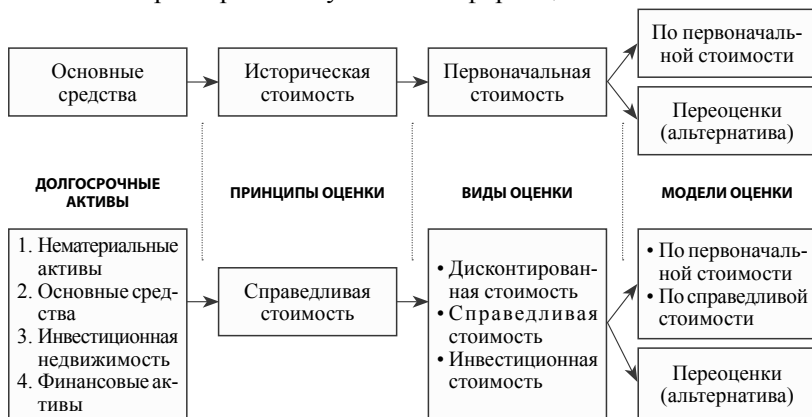 Основные
средства
Историческая
стоимость
Первоначальная
стоимость
По первоначаль-
ной стоимости
Переоценки
(альтернатива)
ДОЛГОСРОЧНЫЕ
АКТИВЫ
ПРИНЦИПЫ ОЦЕНКИ
ВИДЫ ОЦЕНКИ
МОДЕЛИ ОЦЕНКИ
1. Нематериальные
активы
2. Основные сред-
ства
3. Инвестиционная
недвижимость
4. Финансовые ак-
тивы
Справедливая
стоимость
• Дисконтирован-
ная стоимость
• Справедливая
стоимость
• Инвестиционная
стоимость
• По первоначаль-
ной стоимости
• По справедливой
стоимости
Переоценки
(альтернатива)